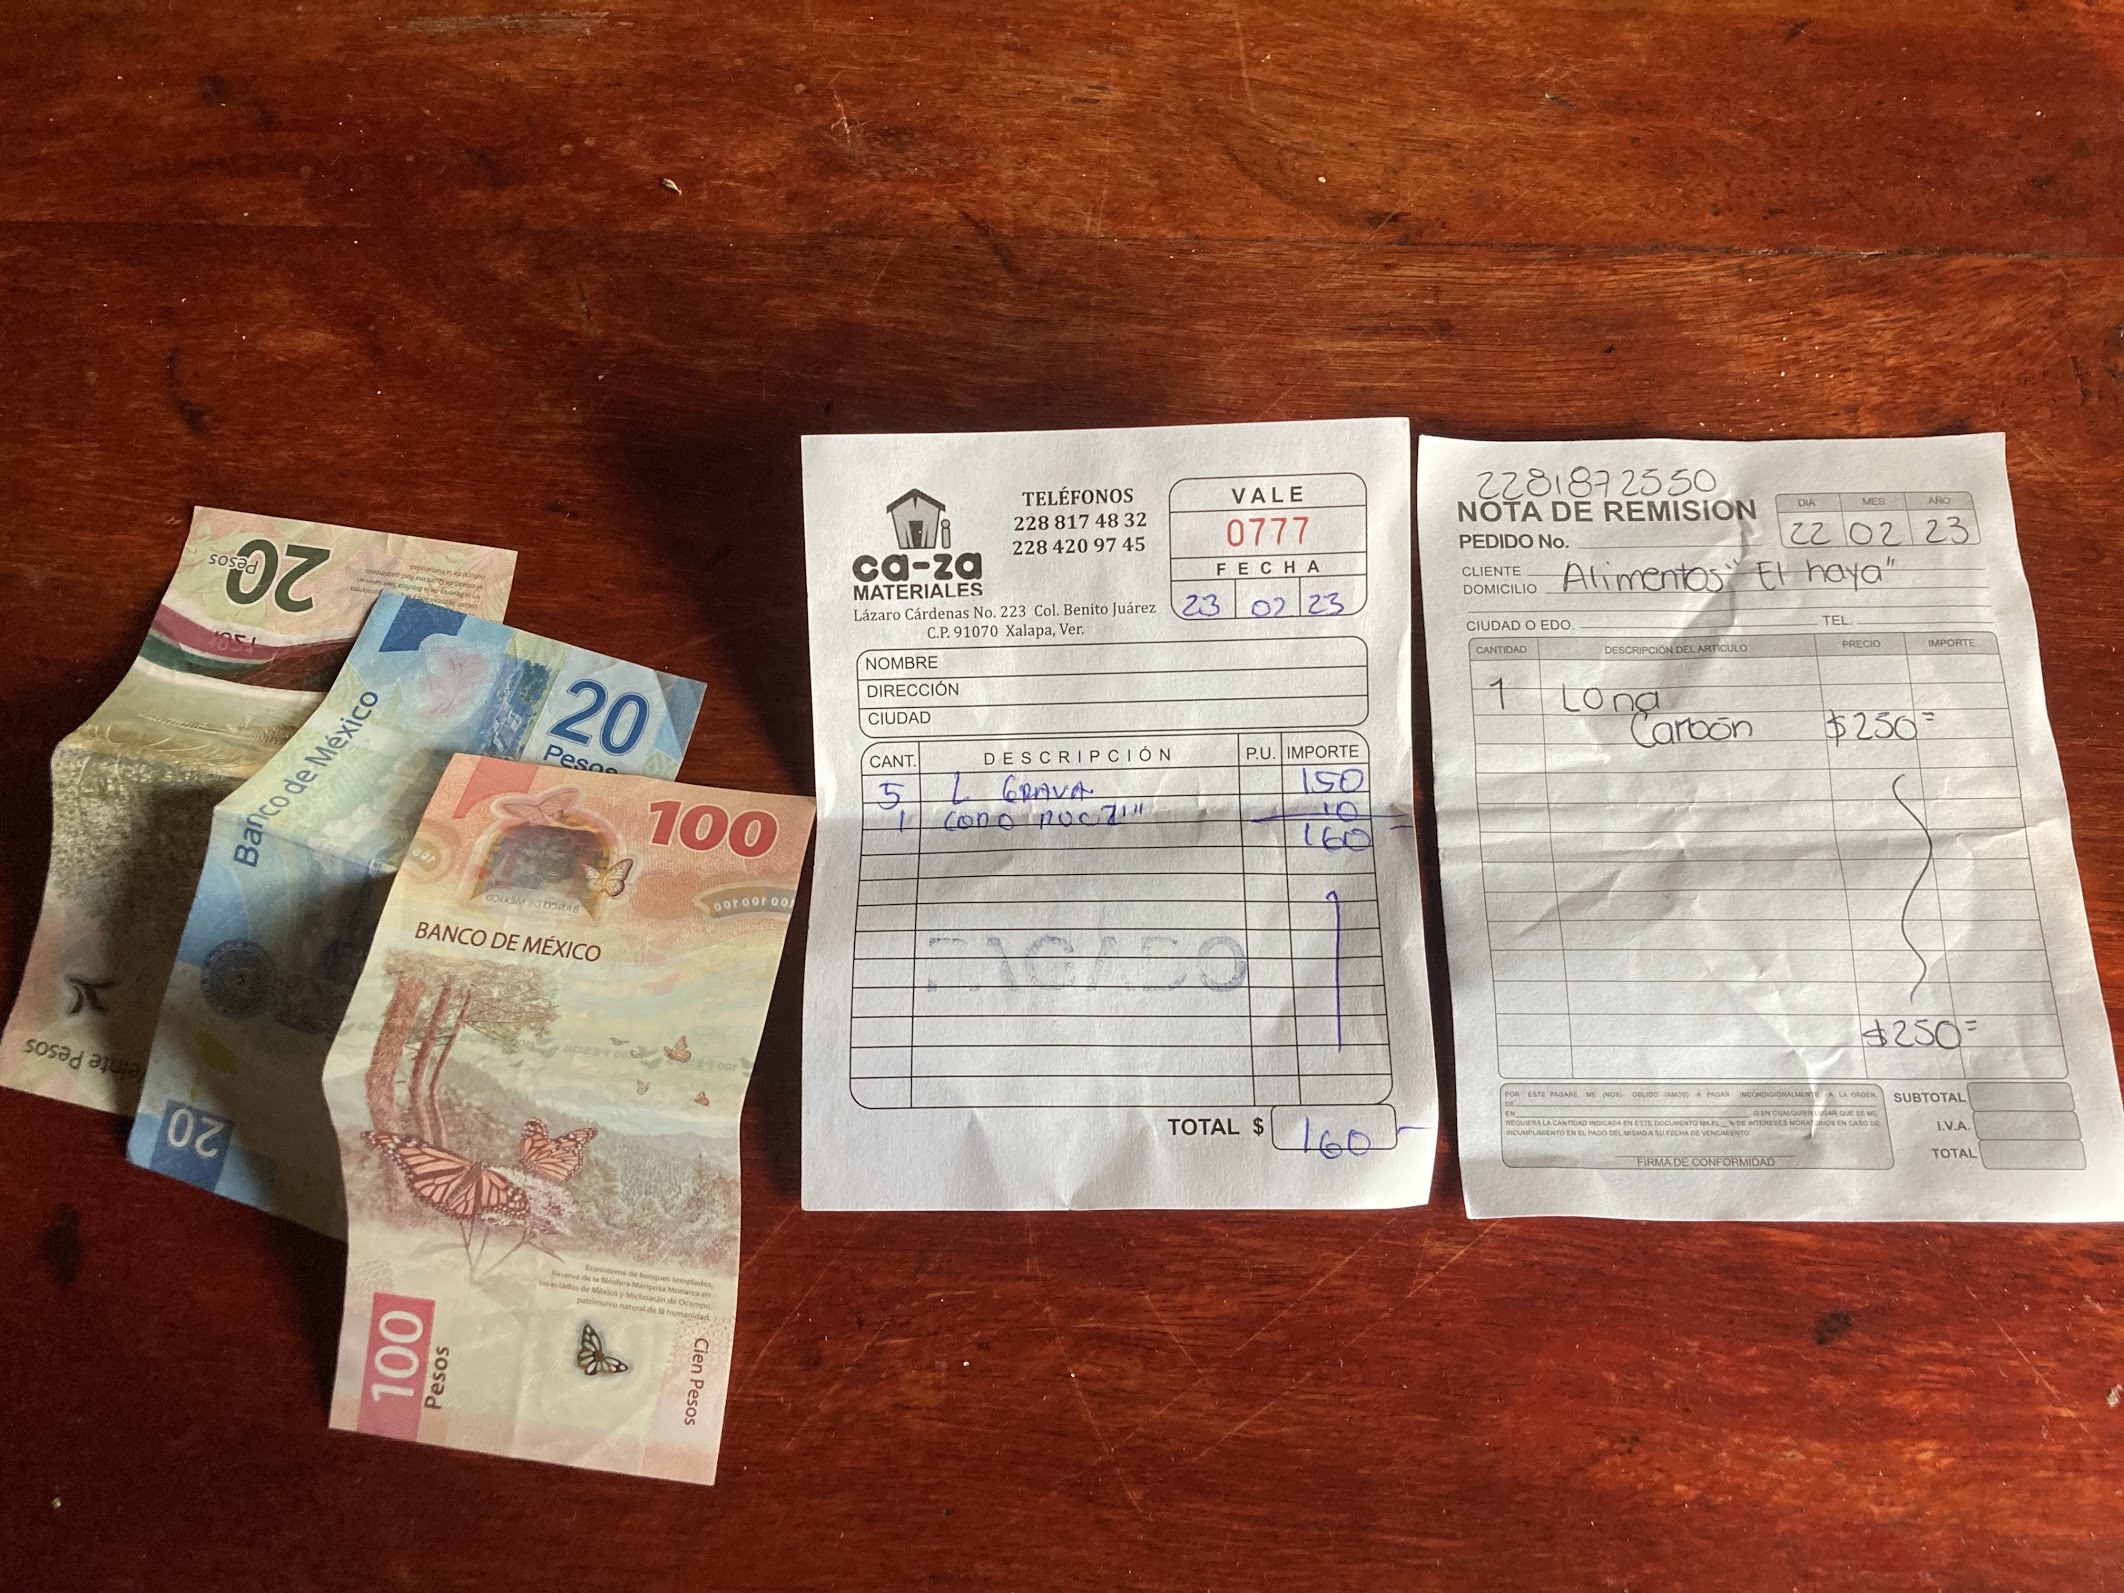 20
Pesos
natural de la humanidad.
Veinte Pesos
Banco de México
20
Pesos
20
100
BANCO DE MÉXICO
Ecosistema de bosques templados,
Reserva de la Biósfera Mariposa Monarca en
los estados de México y Michoacán de Ocampo,
patrimonio natural de la humanidad.
100
Pesos
Cien Pesos
ca-za
MATERIALES
TELÉFONOS
228 817 48 32
228 420 97 45
VALE
0777
FECHA
23 02 23
Lázaro Cárdenas No. 223 Col. Benito Juárez
C.P. 91070 Xalapa, Ver.
NOMBRE
DIRECCIÓN
CIUDAD
CANT. DESCRIPCIÓN P.U. IMPORTE
5 L GRAVA 150
1 CODO 10
160
PAGADO
TOTAL $ 160
2281872550
NOTA DE REMISION
DIA MES AÑO
22 02 23
PEDIDO No.
CLIENTE Alimentos "El haya"
DOMICILIO
CIUDAD O EDO. TEL.
CANTIDAD DESCRIPCIÓN DEL ARTICULO PRECIO IMPORTE
1 Lona
Carbón $250=
$250=
POR ESTE PAGARE ME (NOS) OBLIGO (AMOS) A PAGAR INCONDICIONALMENTE A LA ORDEN
DE
EN O EN CUALQUIER LUGAR QUE SE ME
REQUIERA LA CANTIDAD INDICADA EN ESTE DOCUMENTO MA EL % DE INTERESES MORATORIOS EN CASO DE
INCUMPLIMIENTO EN EL PAGO DEL MISMO A SU FECHA DE VENCIMIENTO
FIRMA DE CONFORMIDAD
SUBTOTAL
I.V.A.
TOTAL